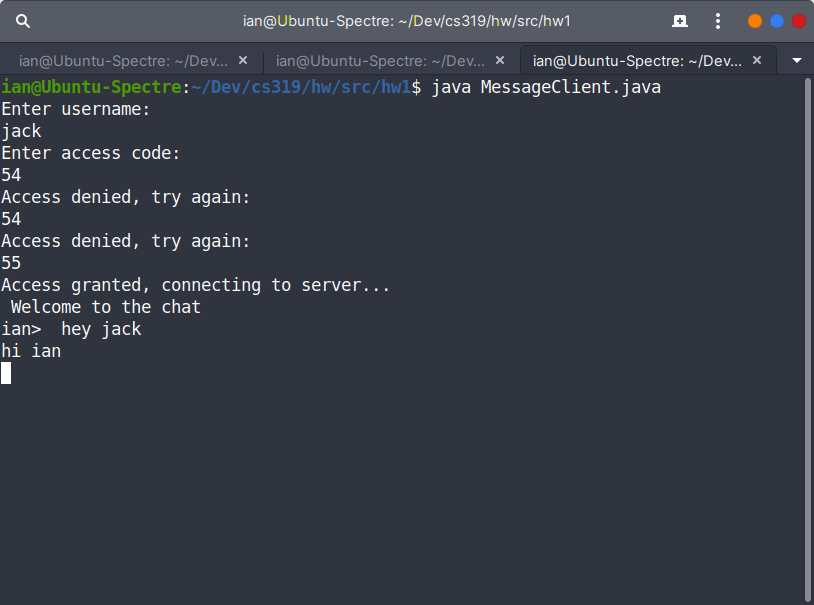 ian@Ubuntu-Spectre: ~/Dev/cs319/hw/src/hw1
ian@Ubuntu-Spectre: ~/Dev... × ian@Ubuntu-Spectre: ~/Dev... × ian@Ubuntu-Spectre: ~/Dev... ×
ian@Ubuntu-Spectre:~/Dev/cs319/hw/src/hw1$ java MessageClient.java
Enter username:
jack
Enter access code:
54
Access denied, try again:
54
Access denied, try again:
55
Access granted, connecting to server...
 Welcome to the chat
ian>  hey jack
hi ian